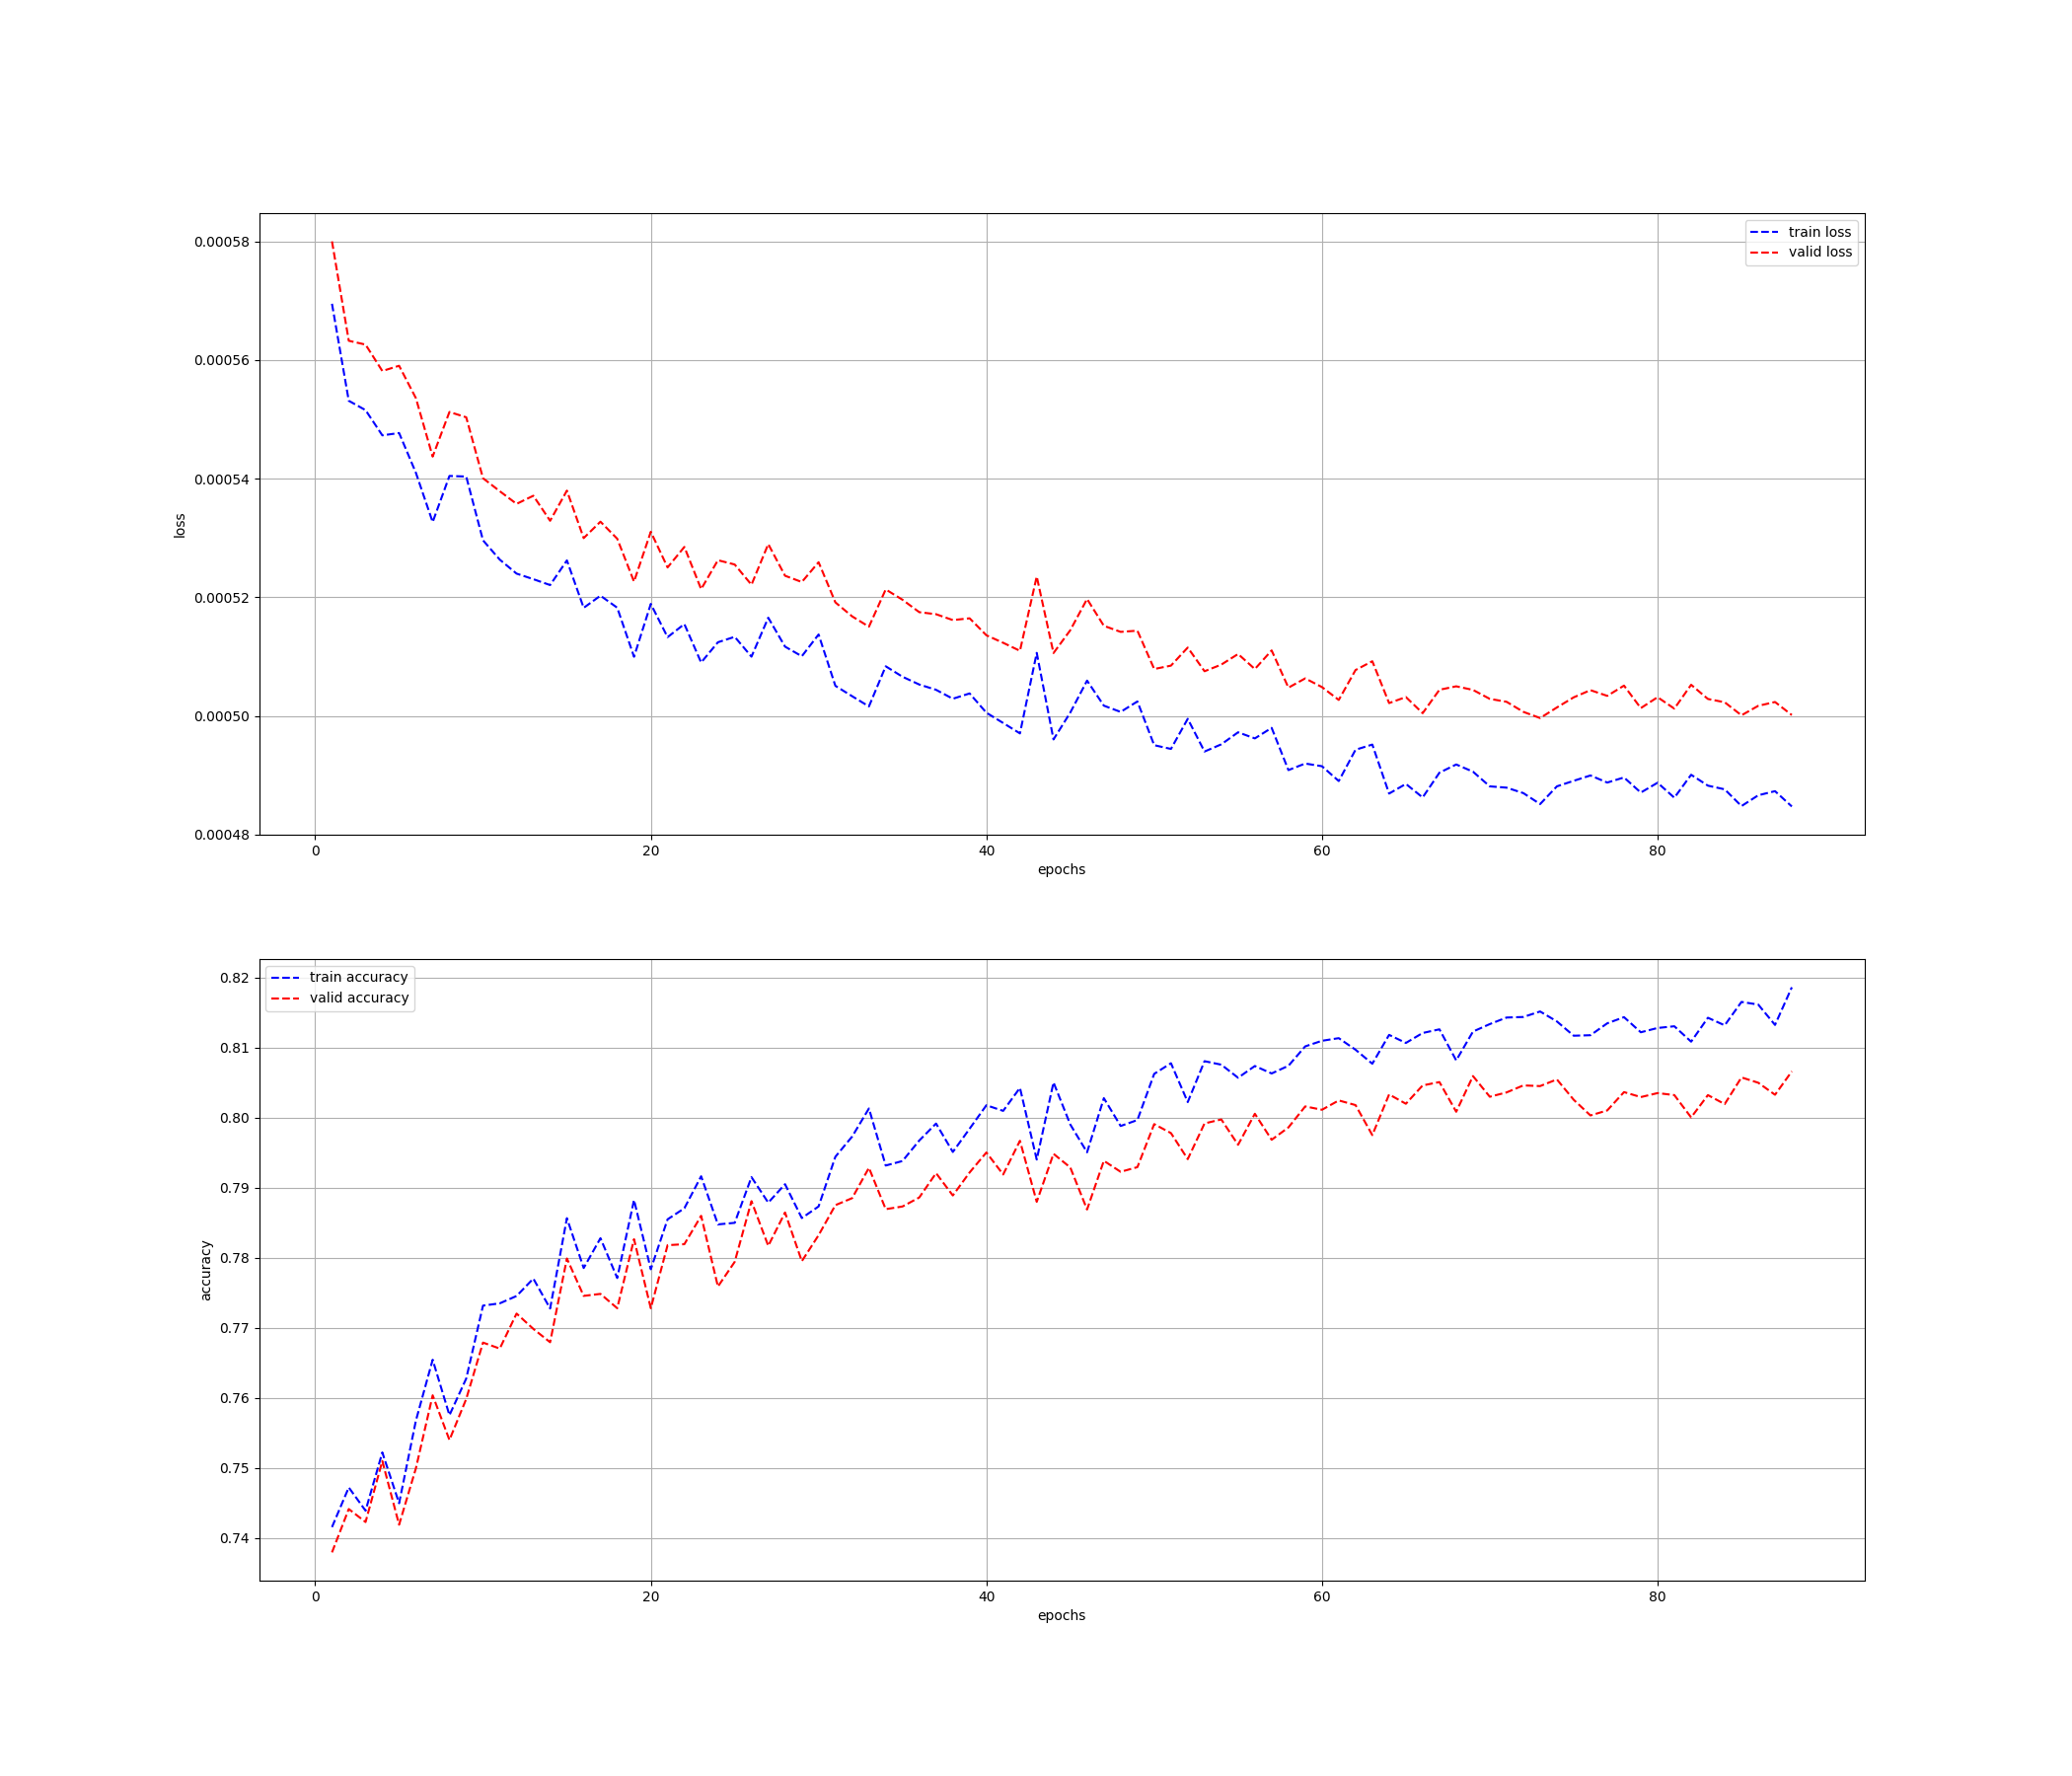 0.00058
0.00056
0.00054
0.00052
0.00050
0.00048
loss
train loss
valid loss
0 20 40 60 80
epochs
0.82
0.81
0.80
0.79
0.78
0.77
0.76
0.75
0.74
accuracy
train accuracy
valid accuracy
0 20 40 60 80
epochs